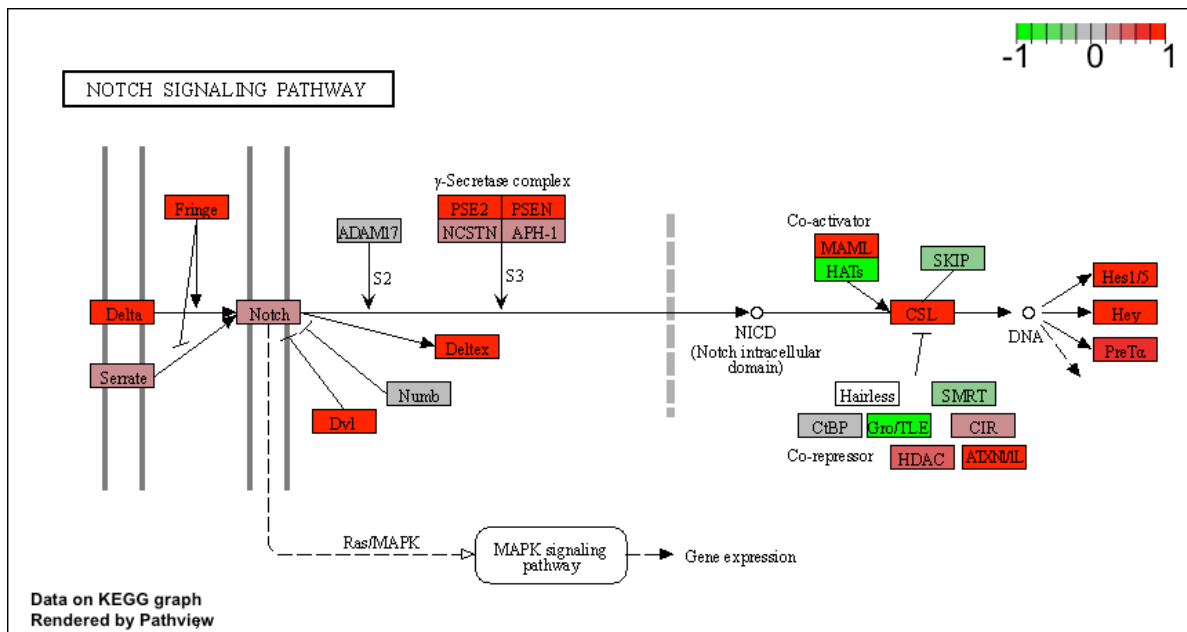 -1 0 1
NOTCH SIGNALING PATHWAY
γ-Secretase complex
Fringe
PSE2 PSEN
ADAM17
NCSTN APH-1
Co-activator
MAML
HATs
SKIP
S2
S3
Delta
Notch
CSL
Hes1/5
Hey
PreTα
DNA
NICD
(Notch intracellular
domain)
Deltex
Serrate
Numb
Dvl
Hairless
SMRT
CtBP
Gro/TLE
CIR
Co-repressor
HDAC
ATXN1L
Ras/MAPK
MAPK signaling
pathway
Gene expression
Data on KEGG graph
Rendered by Pathview